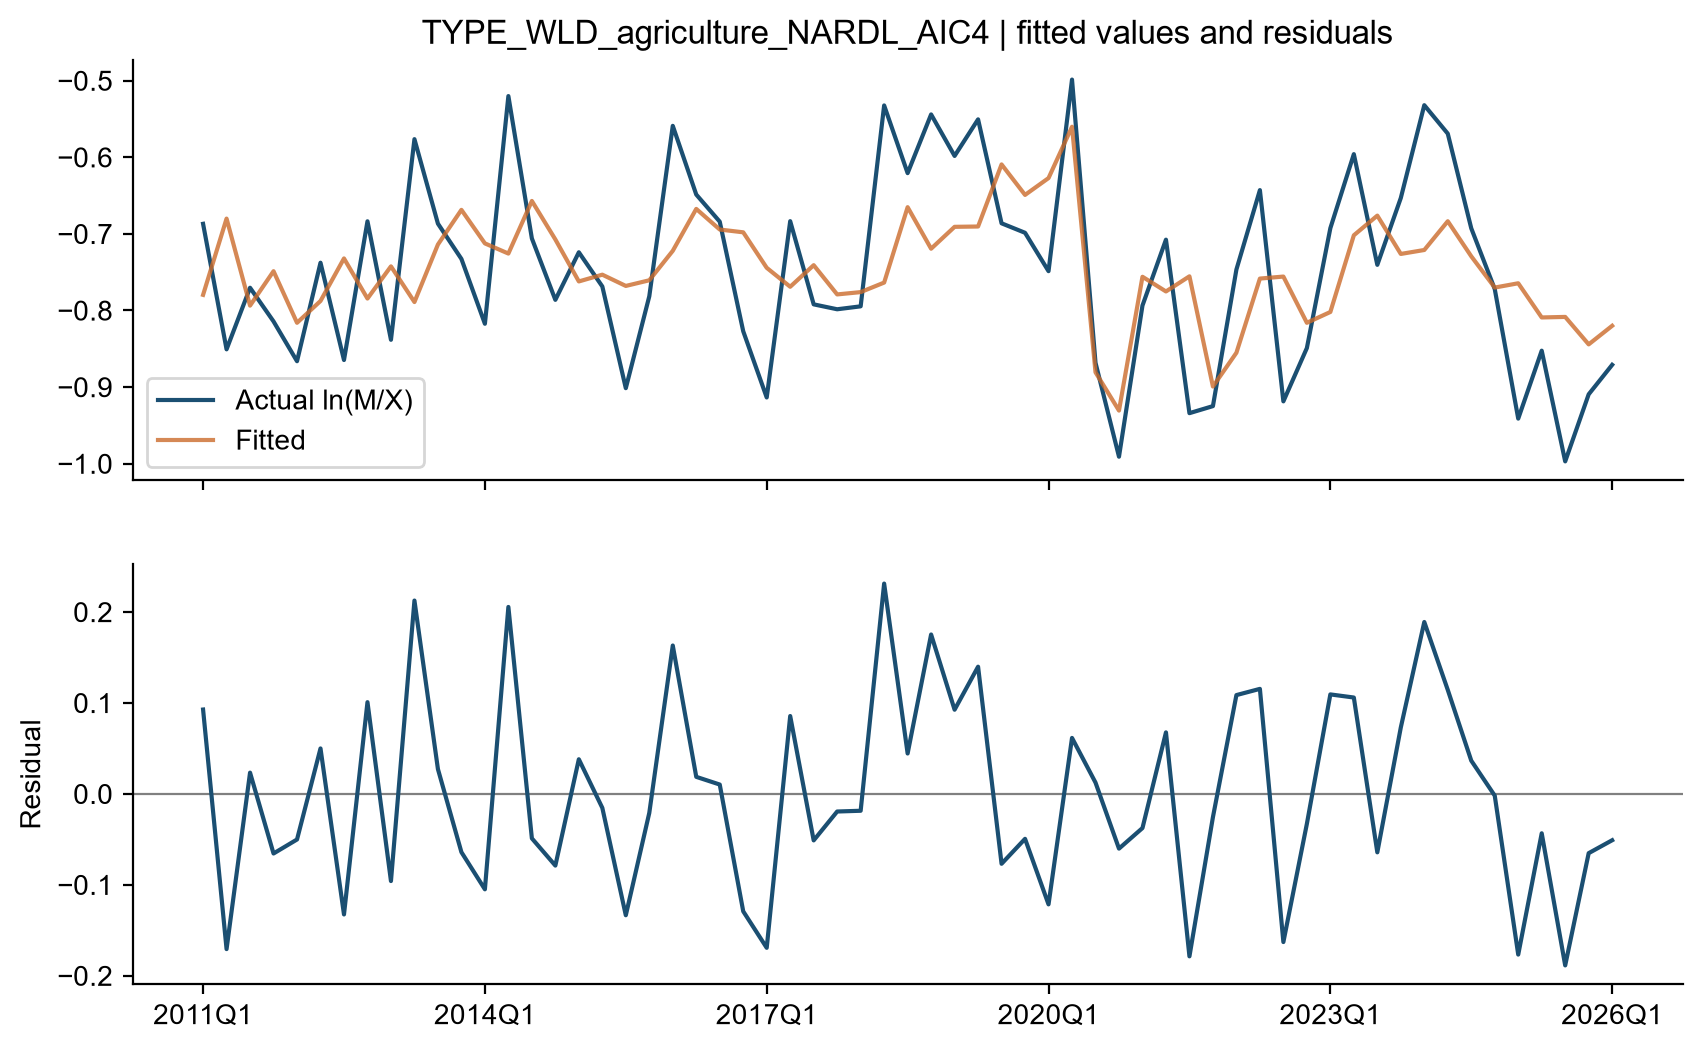 TYPE_WLD_agriculture_NARDL_AIC4 | fitted values and residuals
−0.5
−0.6
−0.7
−0.8
−0.9
−1.0
Actual ln(M/X)
Fitted
0.2
0.1
0.0
−0.1
−0.2
Residual
2011Q1
2014Q1
2017Q1
2020Q1
2023Q1
2026Q1